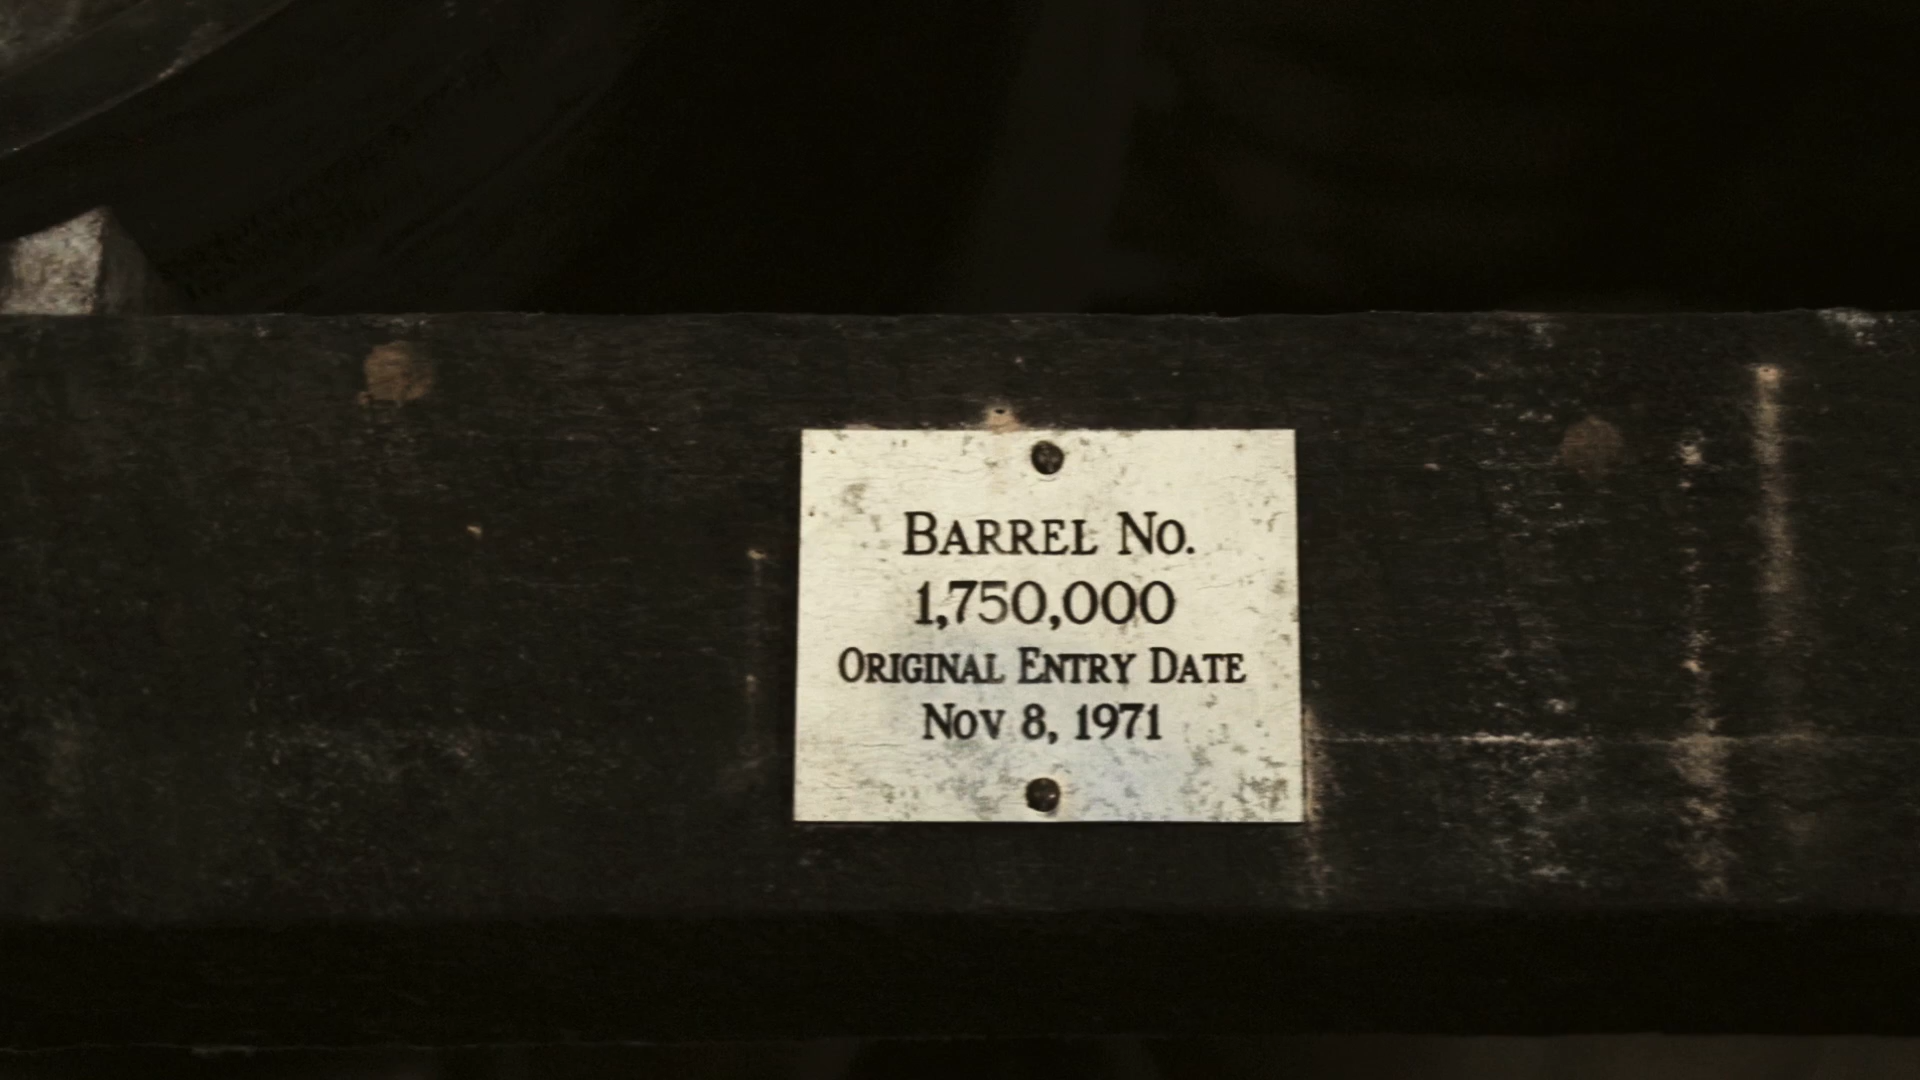 Barrel No.
1,750,000
Original Entry Date
Nov 8, 1971